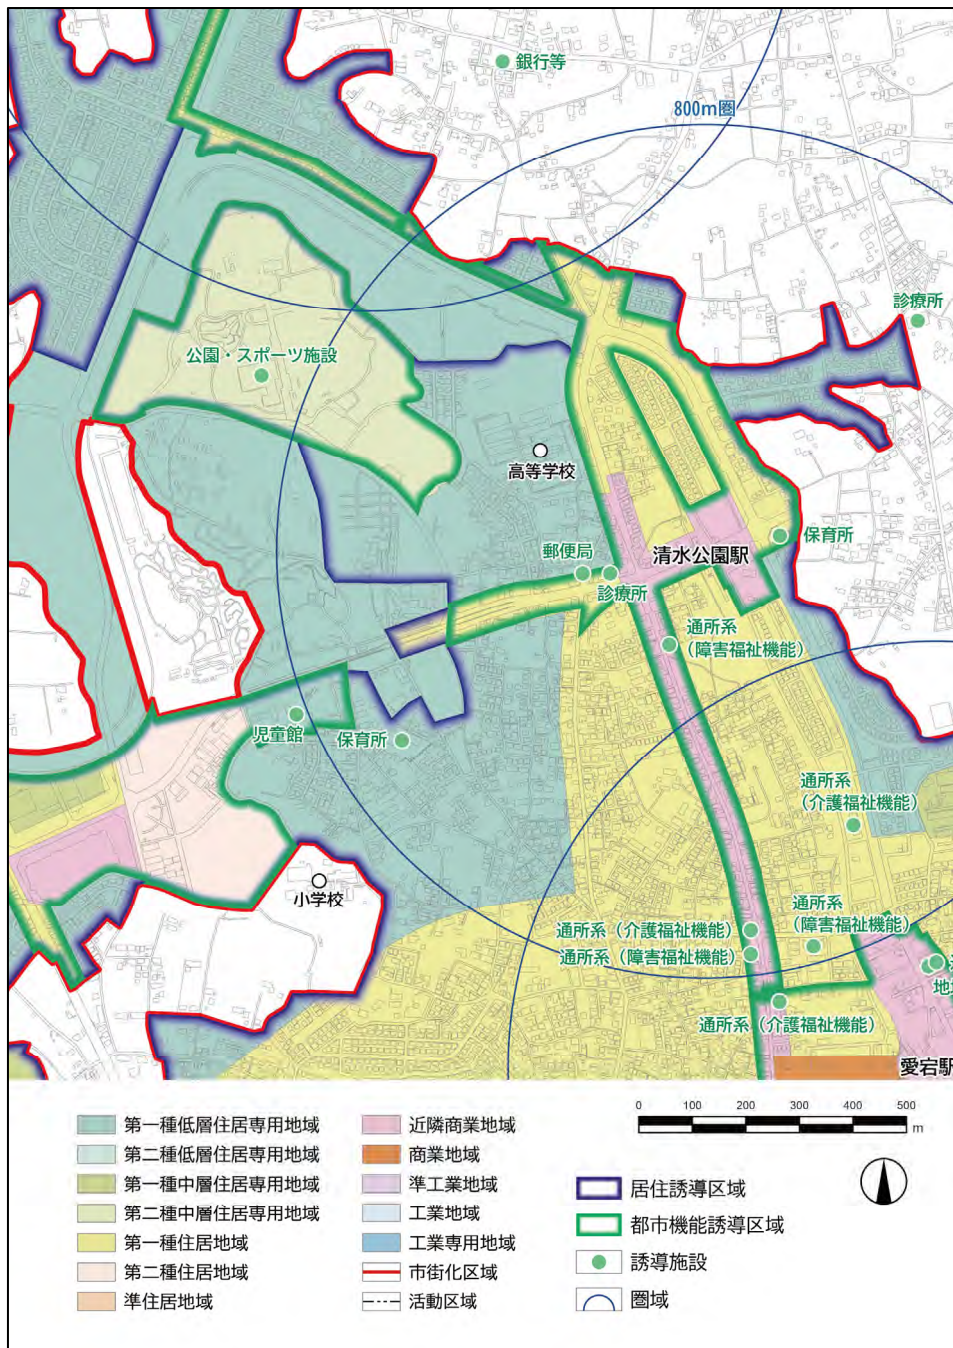 銀行等
800m圏
診療所
公園・スポーツ施設
高等学校
郵便局
清水公園駅
保育所
診療所
通所系
(障害福祉機能)
児童館
保育所
通所系
(介護福祉機能)
小学校
通所系
(障害福祉機能)
通所系（介護福祉機能）
通所系（障害福祉機能）
通所系（介護福祉機能）
愛宕駅
第一種低層住居専用地域
第二種低層住居専用地域
第一種中層住居専用地域
第二種中層住居専用地域
第一種住居地域
第二種住居地域
準住居地域
近隣商業地域
商業地域
準工業地域
工業地域
工業専用地域
市街化区域
活動区域
0 100 200 300 400 500
m
居住誘導区域
都市機能誘導区域
誘導施設
圏域